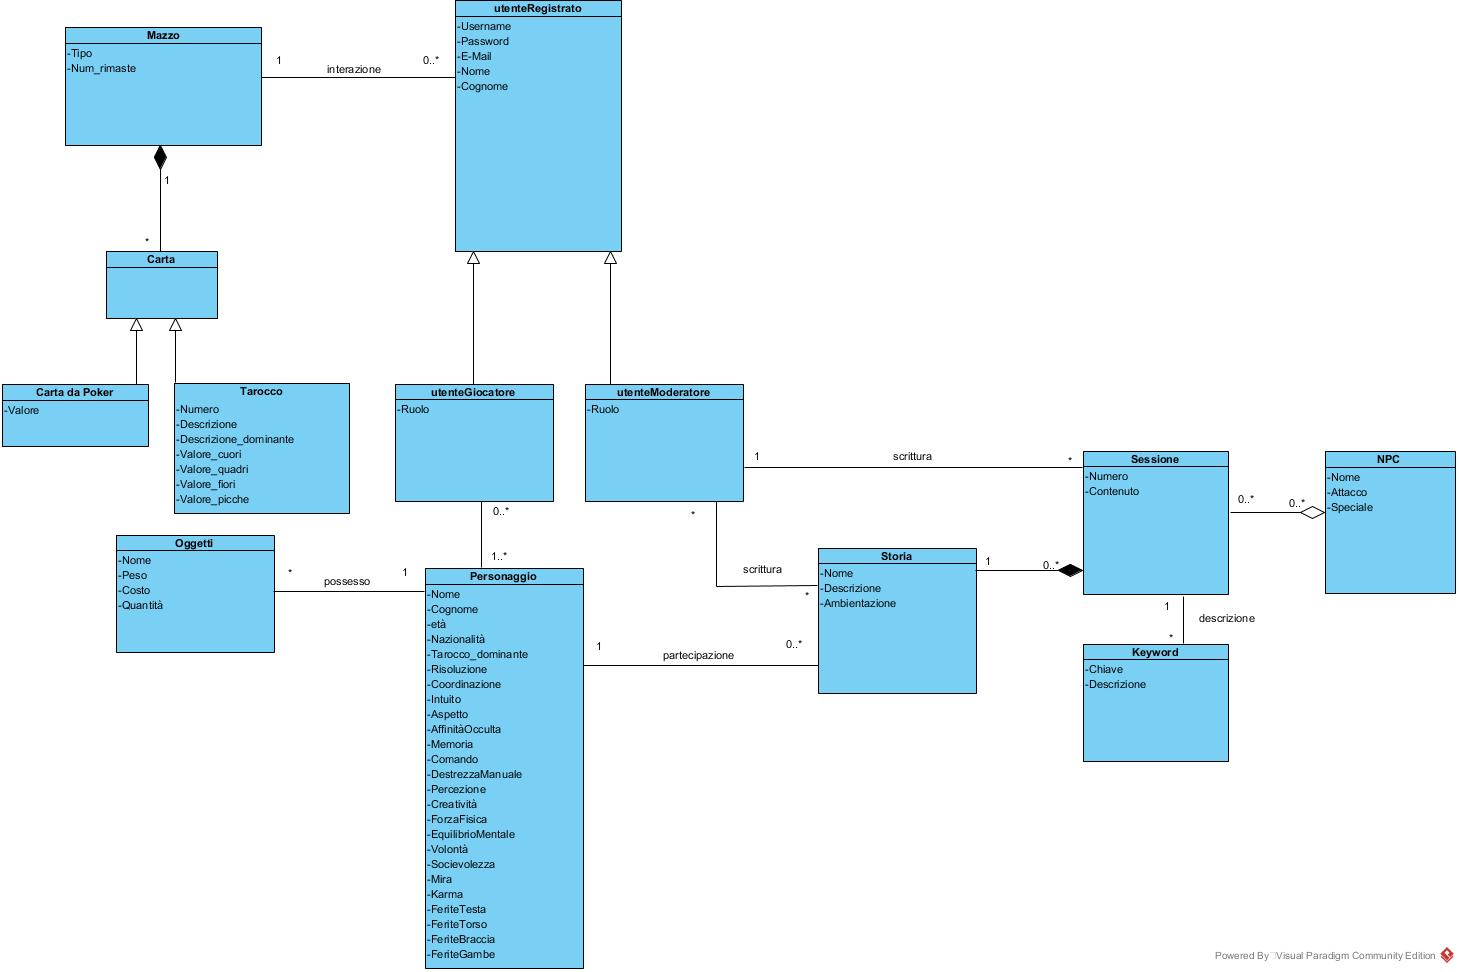 utenteRegistrato
-Username
-Password
-E-Mail
-Nome
-Cognome
Mazzo
-Tipo
-Num_rimaste
1
interazione
0..*
1
*
Carta
Carta da Poker
-Valore
Tarocco
-Numero
-Descrizione
-Descrizione_dominante
-Valore_cuori
-Valore_quadri
-Valore_fiori
-Valore_picche
utenteGiocatore
-Ruolo
utenteModeratore
-Ruolo
1
scrittura
*
Sessione
-Numero
-Contenuto
0..*
0..*
NPC
-Nome
-Attacco
-Speciale
0..*
1..*
*
scrittura
*
Oggetti
-Nome
-Peso
-Costo
-Quantità
*
possesso
1
Storia
-Nome
-Descrizione
-Ambientazione
1
0..*
1
descrizione
*
Keyword
-Chiave
-Descrizione
1
partecipazione
0..*
Personaggio
-Nome
-Cognome
-età
-Nazionalità
-Tarocco_dominante
-Risoluzione
-Coordinazione
-Intuito
-Aspetto
-AffinitàOcculta
-Memoria
-Comando
-DestrezzaManuale
-Percezione
-Creatività
-ForzaFisica
-EquilibrioMentale
-Volontà
-Socievolezza
-Mira
-Karma
-FeriteTesta
-FeriteTorso
-FeriteBraccia
-FeriteGambe
Powered By Visual Paradigm Community Edition